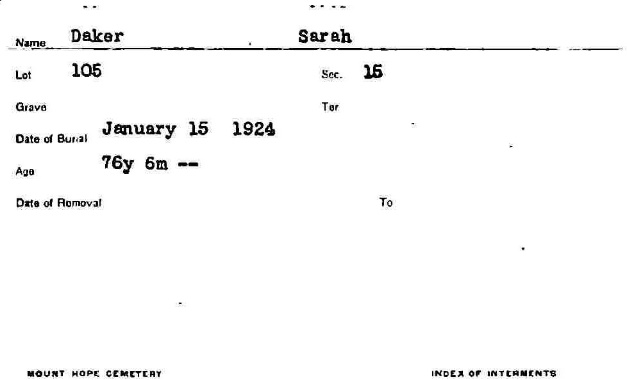 Name Daker Sarah
Lot 105 Sec. 15
Grave Ter
Date of Burial January 15 1924
Age 76y 6m --
Date of Removal To
MOUNT HOPE CEMETERY INDEX OF INTERMENTS